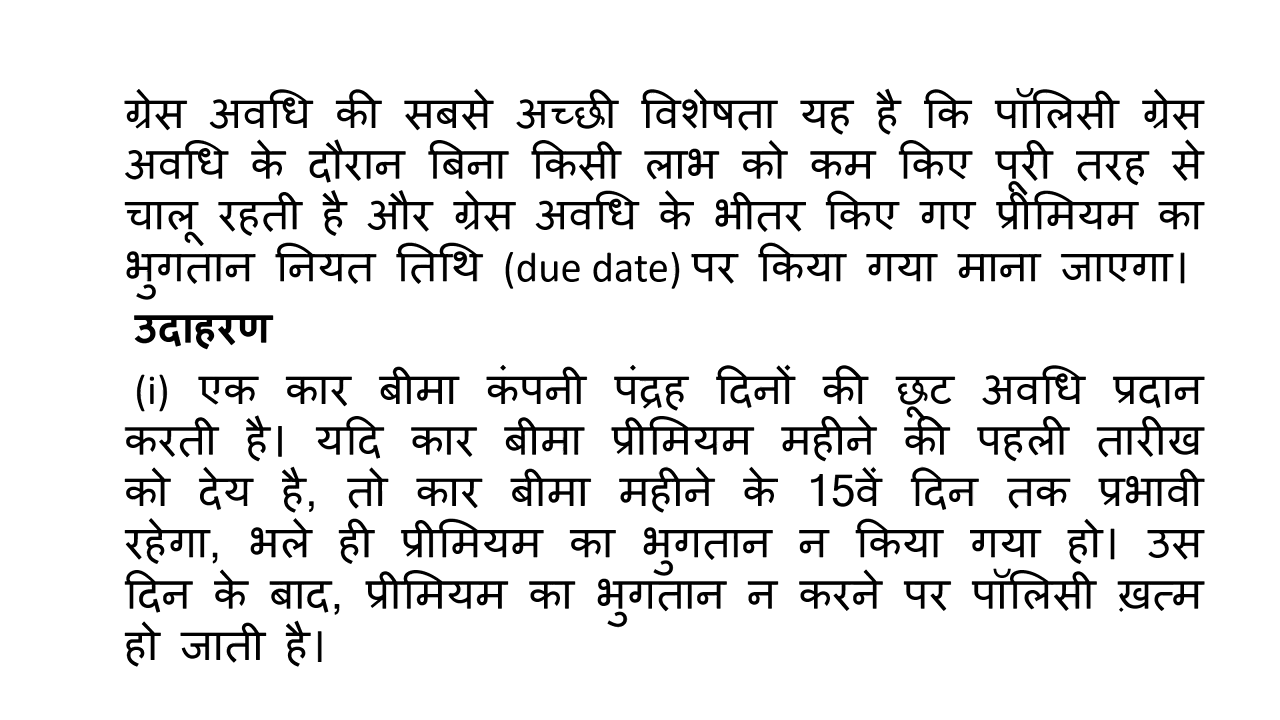 ग्रेस अवधि की सबसे अच्छी विशेषता यह है कि पॉलिसी ग्रेस
अवधि के दौरान बिना किसी लाभ को कम किए पूरी तरह से
चालू रहती है और ग्रेस अवधि के भीतर किए गए प्रीमियम का
भुगतान नियत तिथि (due date) पर किया गया माना जाएगा।
उदाहरण
(i) एक कार बीमा कंपनी पंद्रह दिनों की छूट अवधि प्रदान
करती है। यदि कार बीमा प्रीमियम महीने की पहली तारीख
को देय है, तो कार बीमा महीने के 15वें दिन तक प्रभावी
रहेगा, भले ही प्रीमियम का भुगतान न किया गया हो। उस
दिन के बाद, प्रीमियम का भुगतान न करने पर पॉलिसी ख़त्म
हो जाती है।